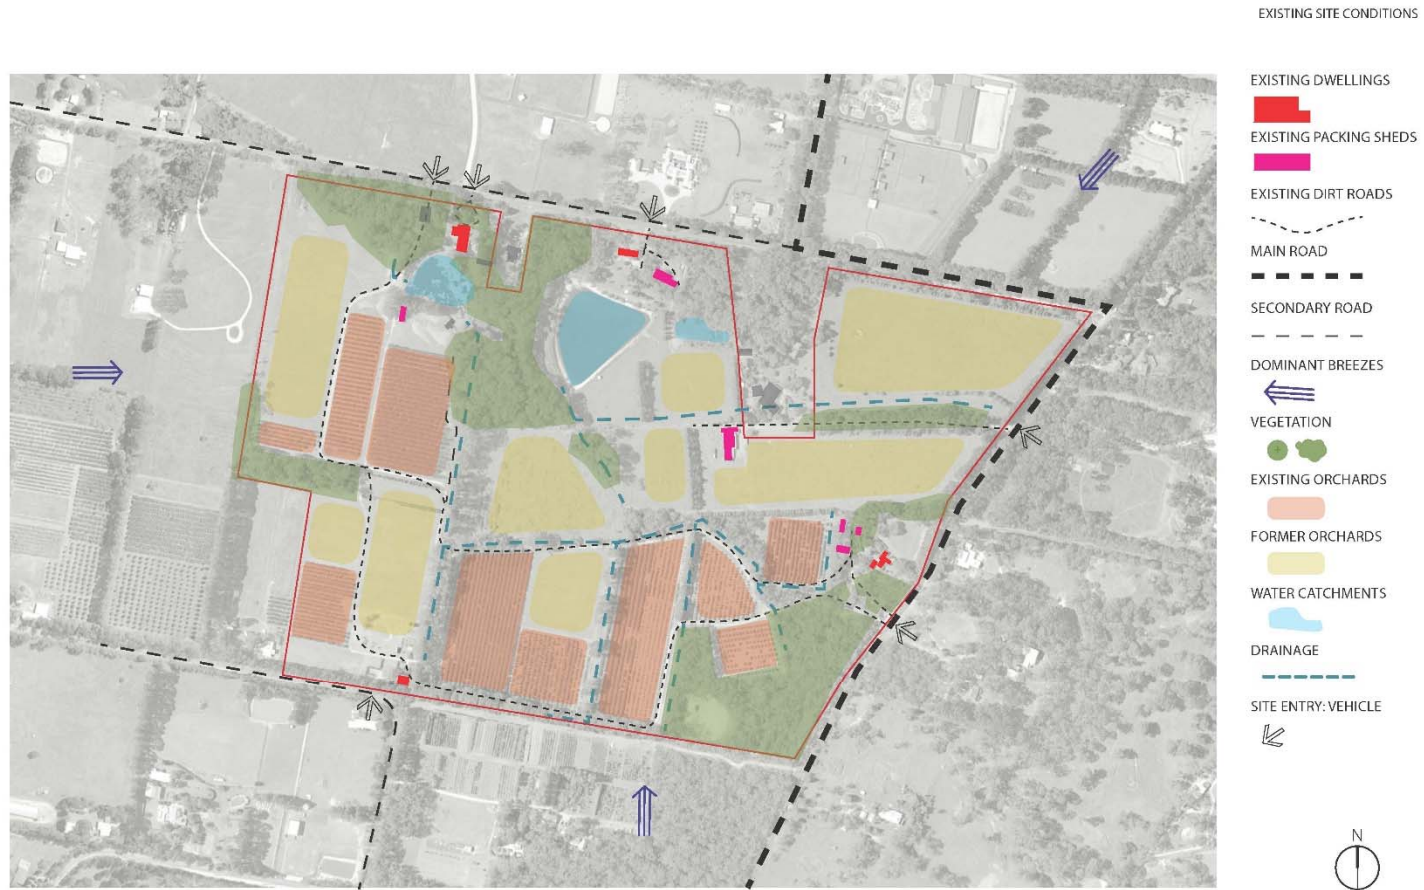 EXISTING SITE CONDITIONS
EXISTING DWELLINGS
EXISTING PACKING SHEDS
EXISTING DIRT ROADS
MAIN ROAD
SECONDARY ROAD
DOMINANT BREEZES
VEGETATION
EXISTING ORCHARDS
FORMER ORCHARDS
WATER CATCHMENTS
DRAINAGE
SITE ENTRY: VEHICLE
N